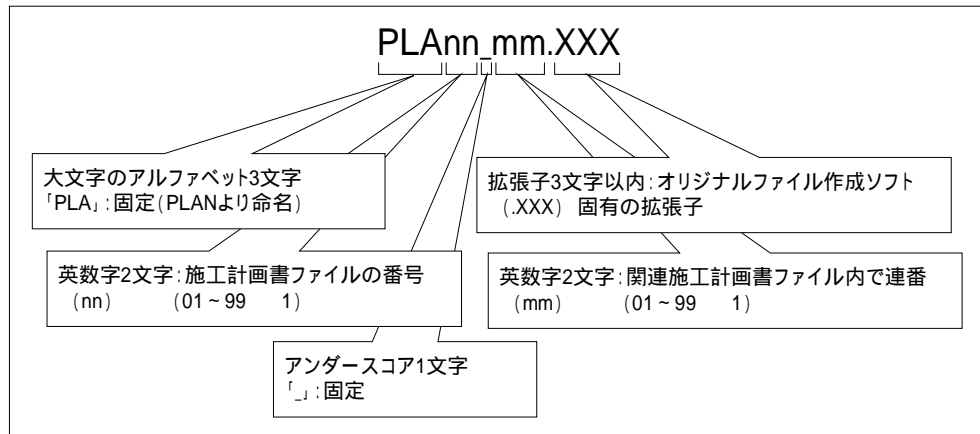 PLAnn_mm.XXX
大文字のアルファベット3文字
「PLA」:固定(PLANより命名)
拡張子3文字以内:オリジナルファイル作成ソフト
(.XXX) 固有の拡張子
英数字2文字:施工計画書ファイルの番号
(nn) (01~99 1)
英数字2文字:関連施工計画書ファイル内で連番
(mm) (01~99 1)
アンダースコア1文字
「_」:固定